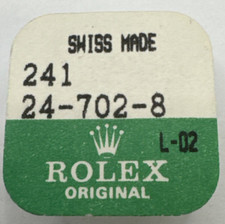 SWISS MADE
241
24-702-8
L-02
ROLEX
ORIGINAL